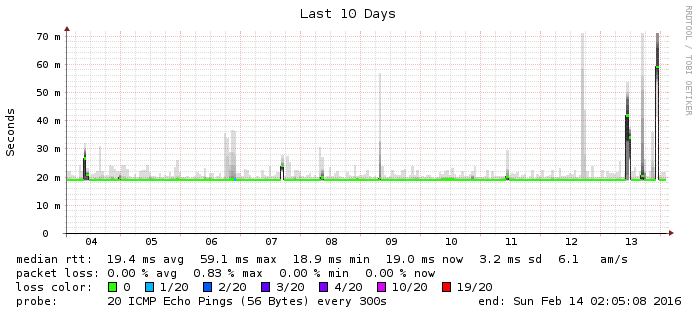 Last 10 Days
RRDTOOL / TOBI OETIKER
Seconds
70 m
60 m
50 m
40 m
30 m
20 m
10 m
0
04 05 06 07 08 09 10 11 12 13
median rtt: 19.4 ms avg 59.1 ms max 18.9 ms min 19.0 ms now 3.2 ms sd 6.1 am/s
packet loss: 0.00 % avg 0.83 % max 0.00 % min 0.00 % now
loss color: 0 1/20 2/20 3/20 4/20 10/20 19/20
probe: 20 ICMP Echo Pings (56 Bytes) every 300s end: Sun Feb 14 02:05:08 2016